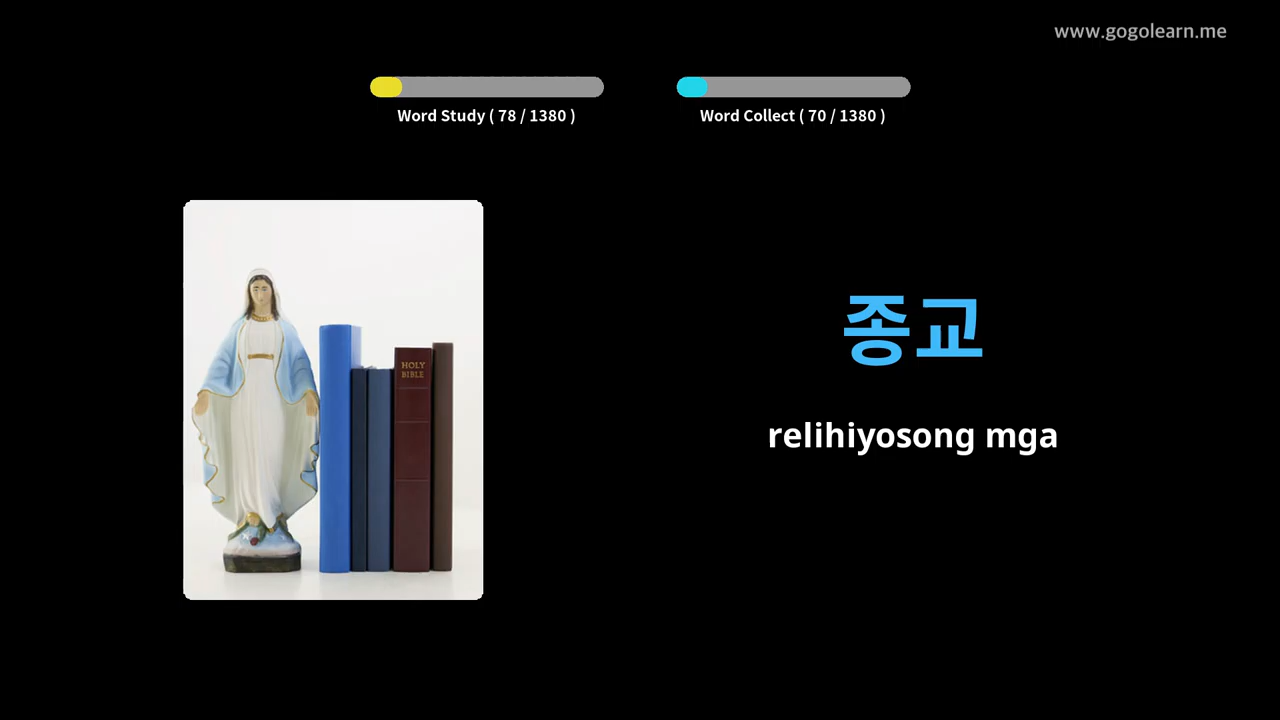 www.gogolearn.me
Word Study ( 78 / 1380 )
Word Collect ( 70 / 1380 )
HOLY
BIBLE
종교
relihiyosong mga